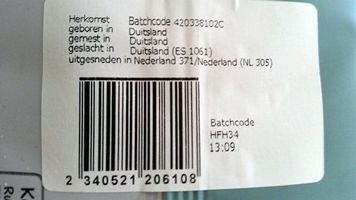 Herkomst Batchcode 420338102C
geboren in Duitsland
gemest in Duitsland
geslacht in Duitsland (ES 1061)
uitgesneden in Nederland 371/Nederland (NL 305)
Batchcode
HFH34
13:09
2 340521 206108
K
Ru